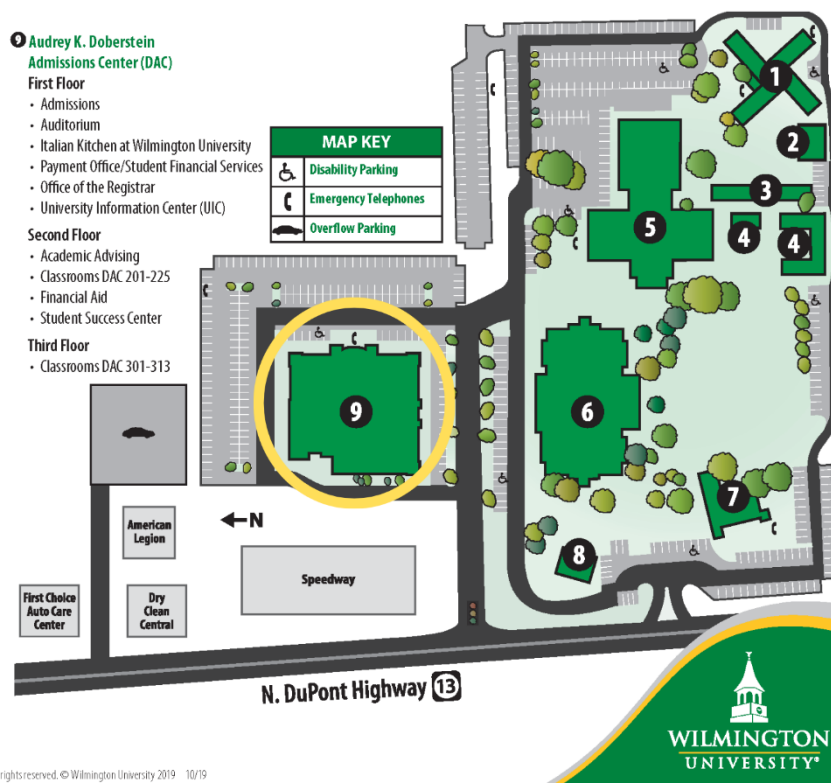 9 Audrey K. Doberstein
Admissions Center (DAC)
First Floor
• Admissions
• Auditorium
• Italian Kitchen at Wilmington University
• Payment Office/Student Financial Services
• Office of the Registrar
• University Information Center (UIC)
Second Floor
• Academic Advising
• Classrooms DAC 201-225
• Financial Aid
• Student Success Center
Third Floor
• Classrooms DAC 301-313
MAP KEY
Disability Parking
Emergency Telephones
Overflow Parking
1
2
3
4
4
5
6
7
8
9
←N
American
Legion
Speedway
First Choice
Auto Care
Center
Dry
Clean
Central
N. DuPont Highway 13
WILMINGTON
UNIVERSITY®
rights reserved. © Wilmington University 2019 10/19